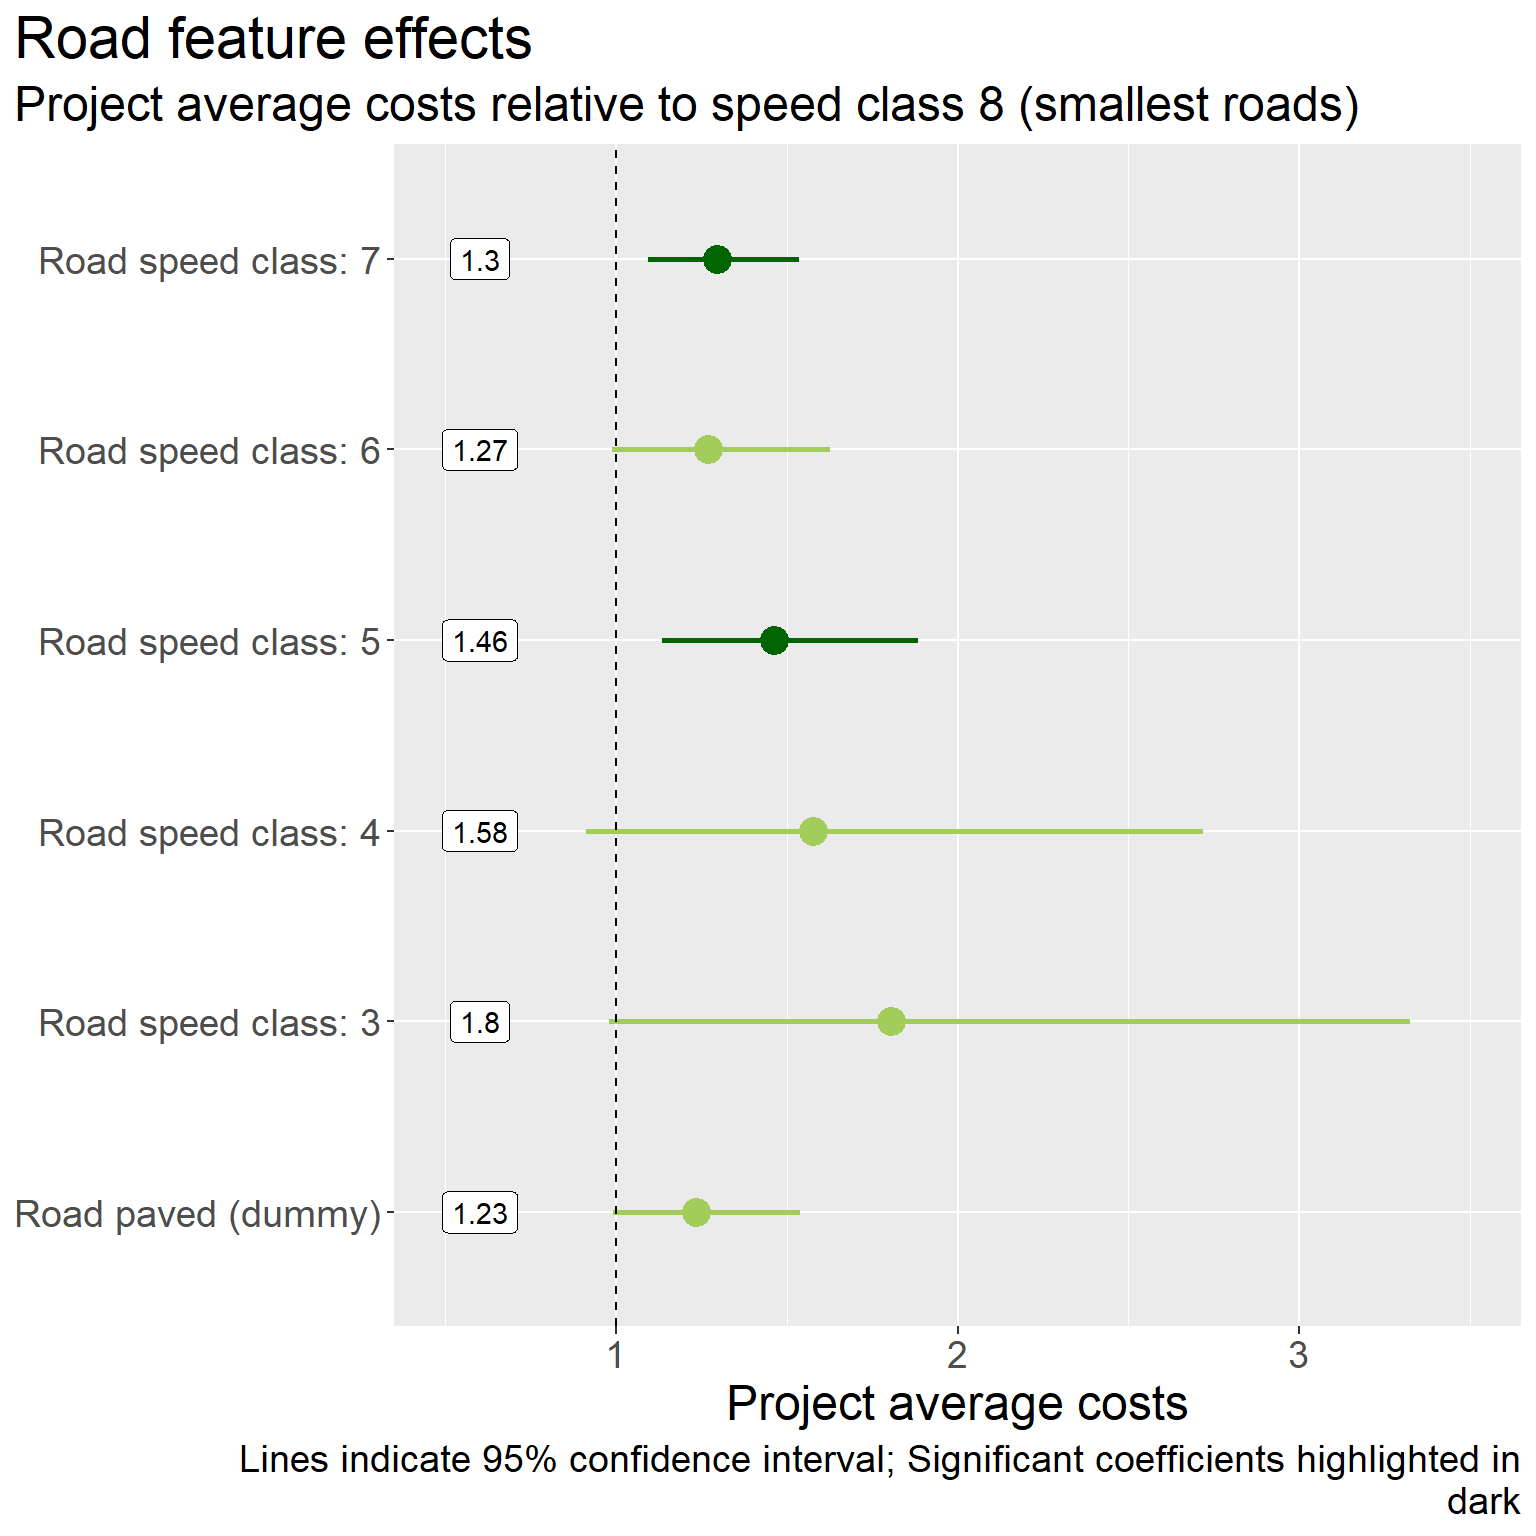 Road feature effects
Project average costs relative to speed class 8 (smallest roads)
Road speed class: 7
1.3
Road speed class: 6
1.27
Road speed class: 5
1.46
Road speed class: 4
1.58
Road speed class: 3
1.8
Road paved (dummy)
1.23
1 2 3
Project average costs
Lines indicate 95% confidence interval; Significant coefficients highlighted in
dark